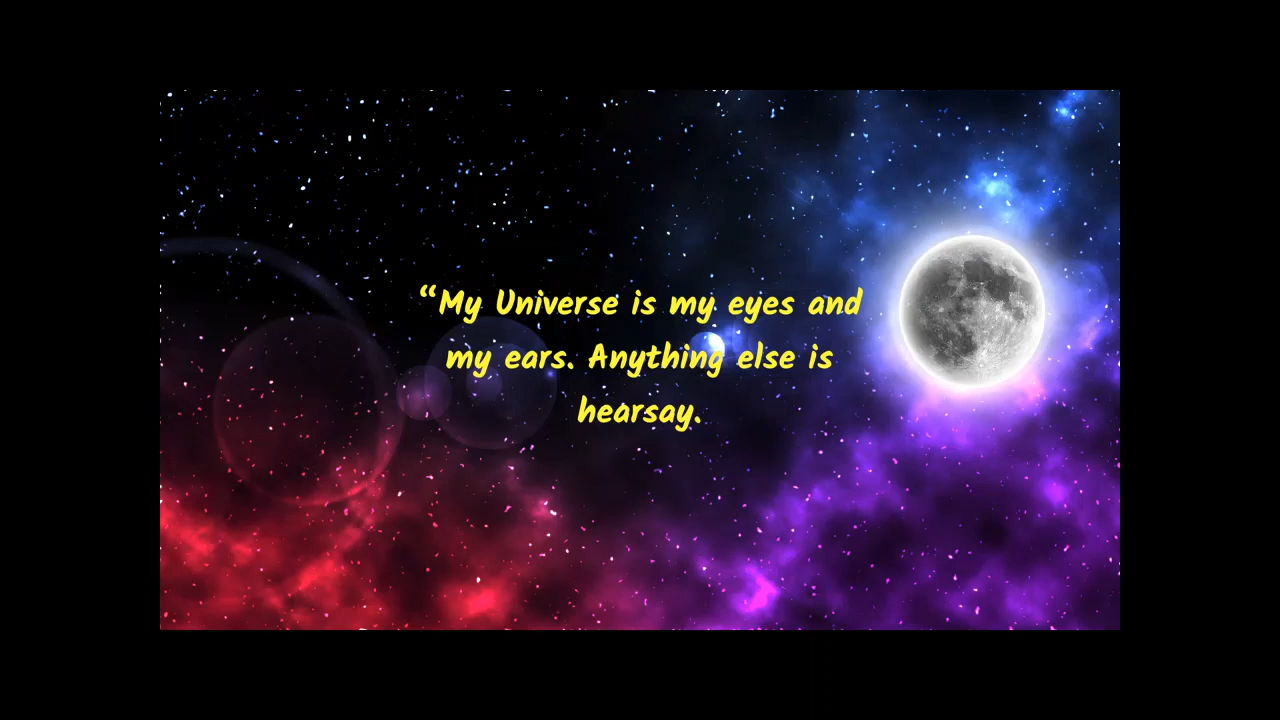 “My Universe is my eyes and
my ears. Anything else is
hearsay.